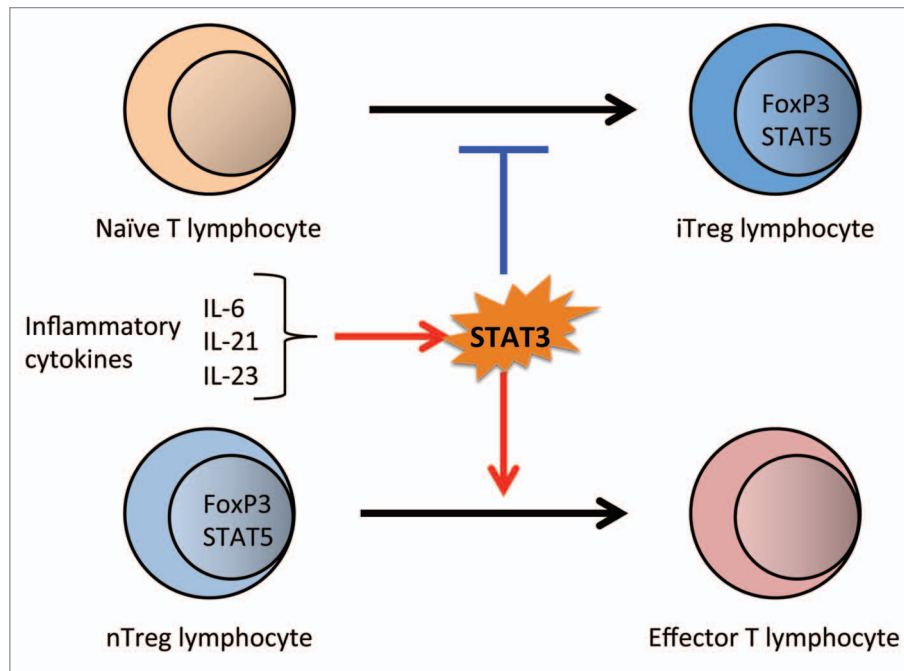 FoxP3
STAT5
Naïve T lymphocyte
iTreg lymphocyte
Inflammatory
cytokines
IL-6
IL-21
IL-23
STAT3
FoxP3
STAT5
nTreg lymphocyte
Effector T lymphocyte